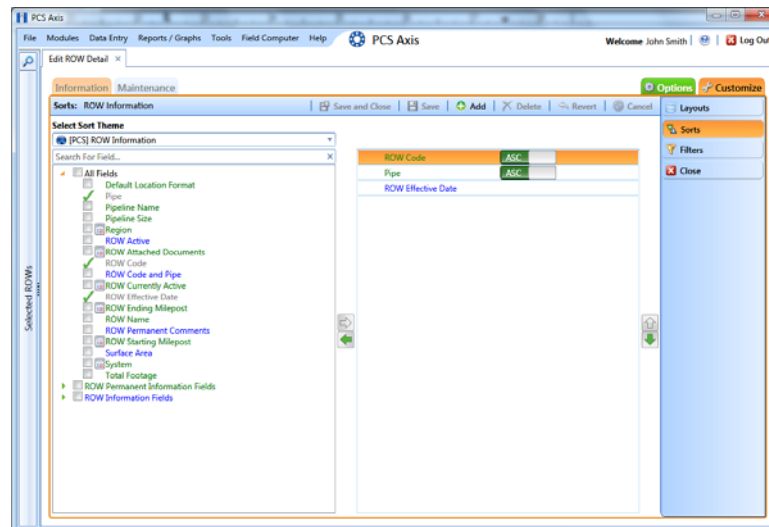 PCS Axis
File Modules Data Entry Reports / Graphs Tools Field Computer Help PCS Axis Welcome John Smith | | Log Out
Edit ROW Detail ×
Information Maintenance Options Customize
Sorts: ROW Information | Save and Close | Save | Add | Delete | Revert | Cancel
Layouts
Select Sort Theme
Sorts
[PCS] ROW Information
Filters
Search For Field... ×
Close
ROW Code ASC
Pipe ASC
ROW Effective Date
All Fields
Default Location Format
Pipe
Pipeline Name
Pipeline Size
Region
ROW Active
ROW Attached Documents
ROW Code
ROW Code and Pipe
ROW Currently Active
ROW Effective Date
ROW Ending Milepost
ROW Name
ROW Permanent Comments
ROW Starting Milepost
Surface Area
System
Total Footage
ROW Permanent Information Fields
ROW Information Fields
Selected ROWs